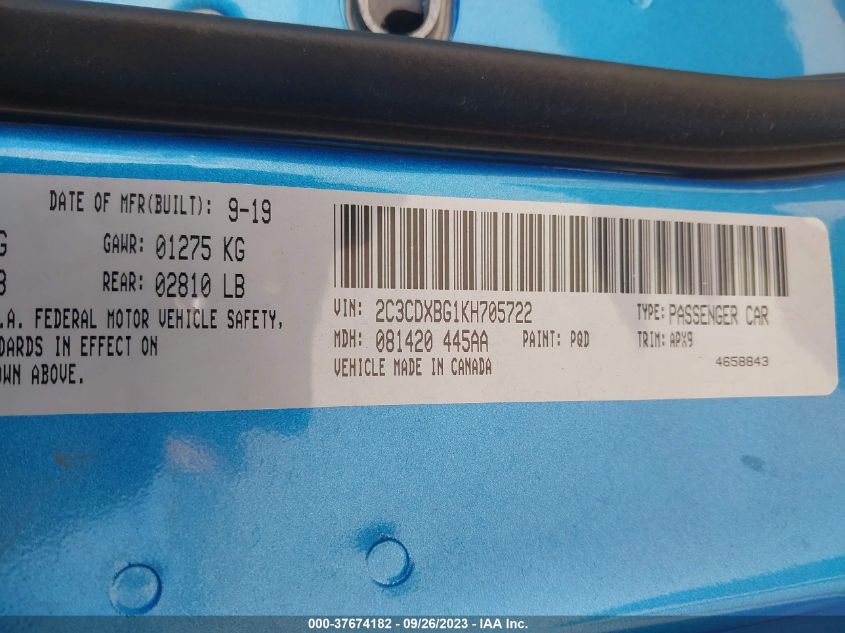 DATE OF MFR(BUILT): 9-19
G GAWR: 01275 KG
REAR: 02810 LB
.A. FEDERAL MOTOR VEHICLE SAFETY,
DARDS IN EFFECT ON
OWN ABOVE.
VIN: 2C3CDXBG1KH705722 TYPE: PASSENGER CAR
MDH: 081420 445AA PAINT: PQD TRIM: APX9
VEHICLE MADE IN CANADA 4658843
000-37674182 - 09/26/2023 - IAA Inc.